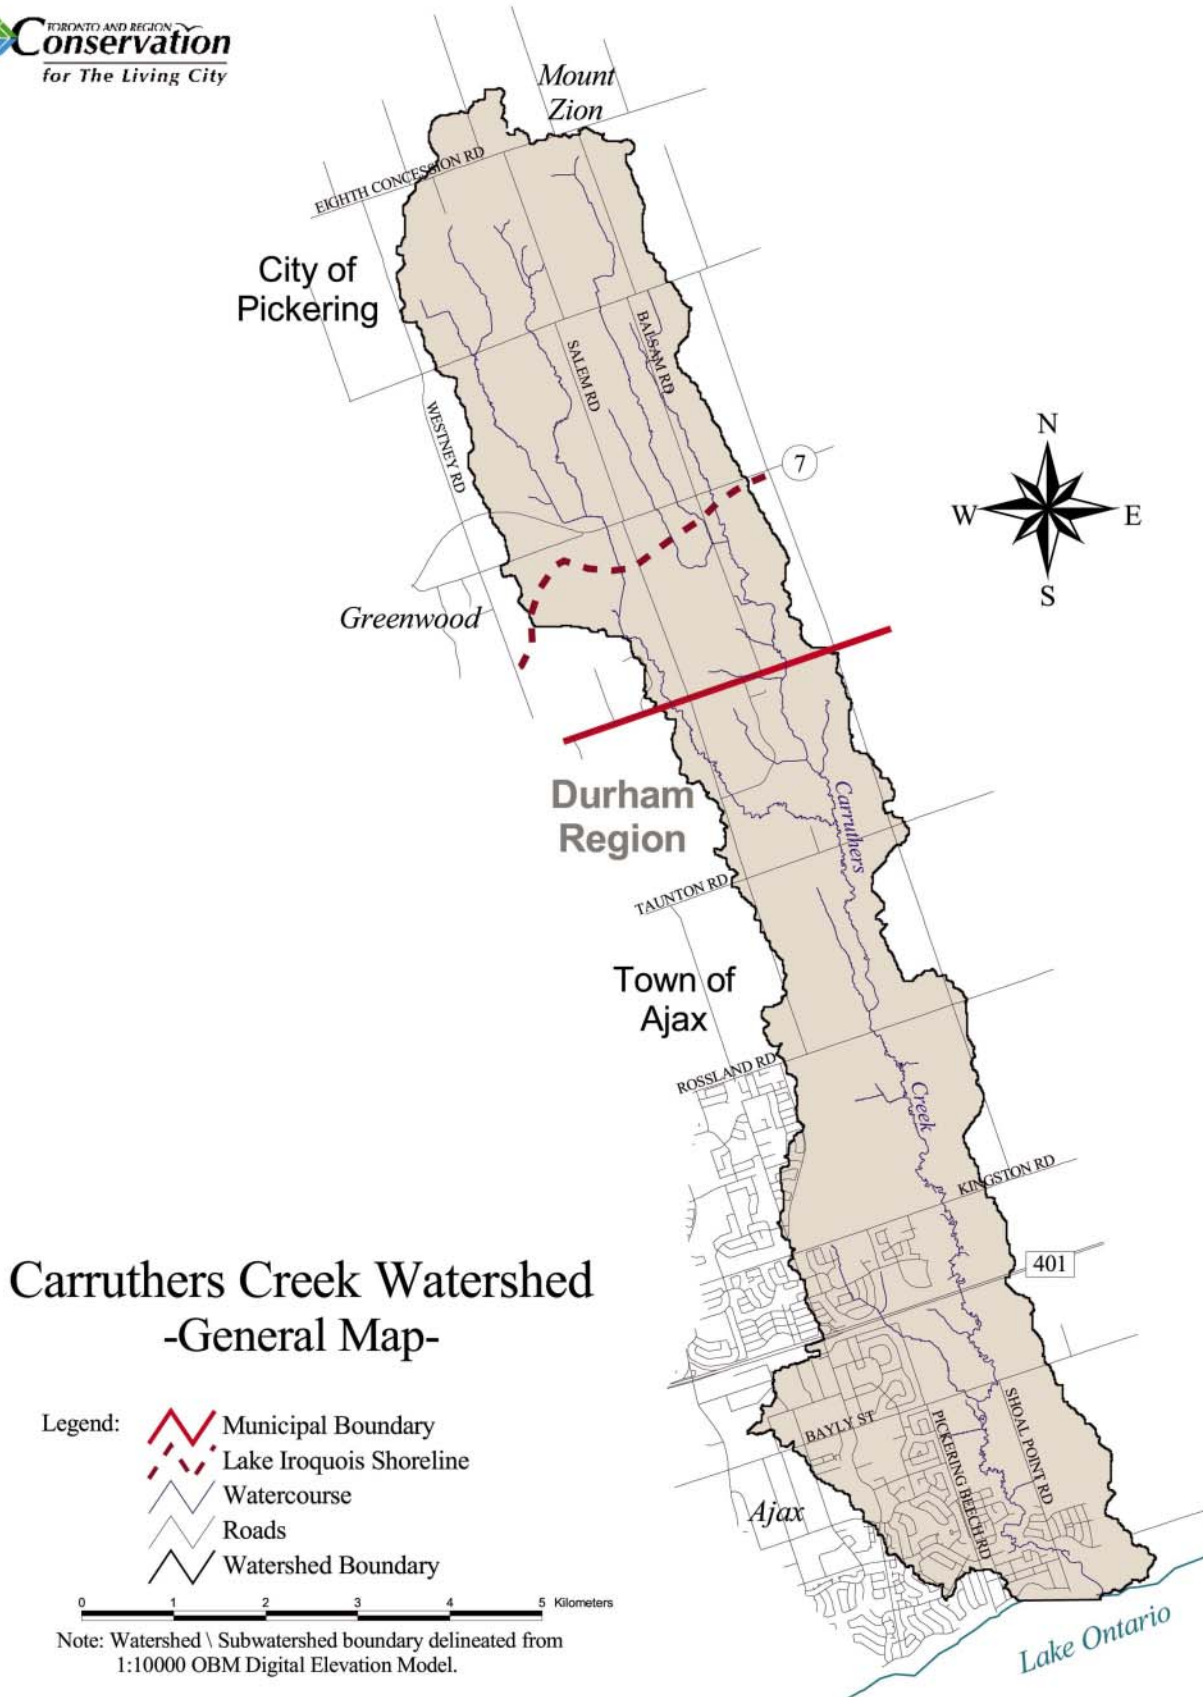 TORONTO AND REGION
Conservation
for The Living City
Mount
Zion
EIGHTH CONCESSION RD
City of
Pickering
BALSAM RD
SALEM RD
WESTNEY RD
7
N
W
E
S
Greenwood
Durham
Region
Carruthers
TAUNTON RD
Town of
Ajax
ROSSLAND RD
Creek
KINGSTON RD
401
Carruthers Creek Watershed
-General Map-
SHOAL POINT RD
BAYLY ST
PICKERING BEECH RD
Ajax
Legend:
Municipal Boundary
Lake Iroquois Shoreline
Watercourse
Roads
Watershed Boundary
0 1 2 3 4 5 Kilometers
Note: Watershed \ Subwatershed boundary delineated from
1:10000 OBM Digital Elevation Model.
Lake Ontario